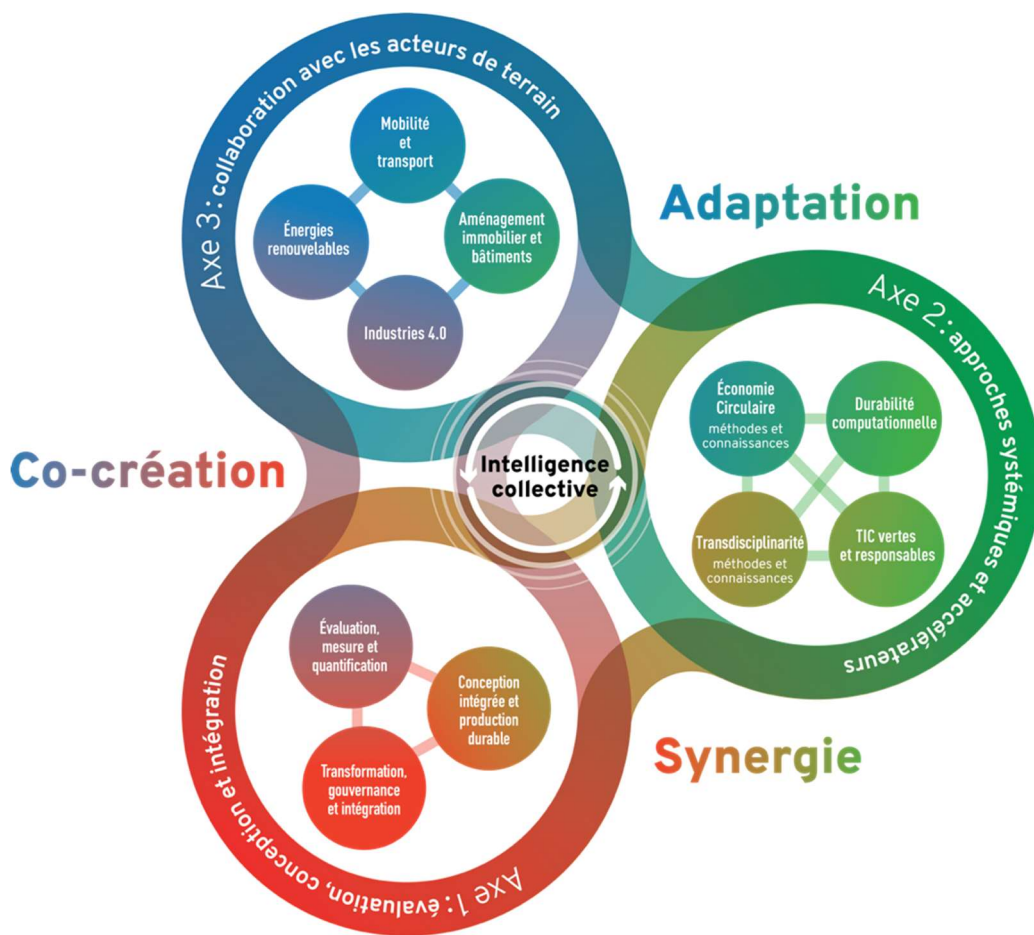 Axe 3 : collaboration avec les acteurs de terrain
Mobilité
et
transport
Énergies
renouvelables
Aménagement
immobilier et
bâtiments
Industries 4.0
Adaptation
Axe 2 : approches systémiques et accélérateurs
Économie
Circulaire
méthodes et
connaissances
Durabilité
computationnelle
Transdisciplinarité
méthodes et
connaissances
TIC vertes
et responsables
Intelligence
collective
Co-création
Axe 1 : évaluation, conception et intégration
Évaluation,
mesure et
quantification
Conception
intégrée et
production
durable
Transformation,
gouvernance
et intégration
Synergie